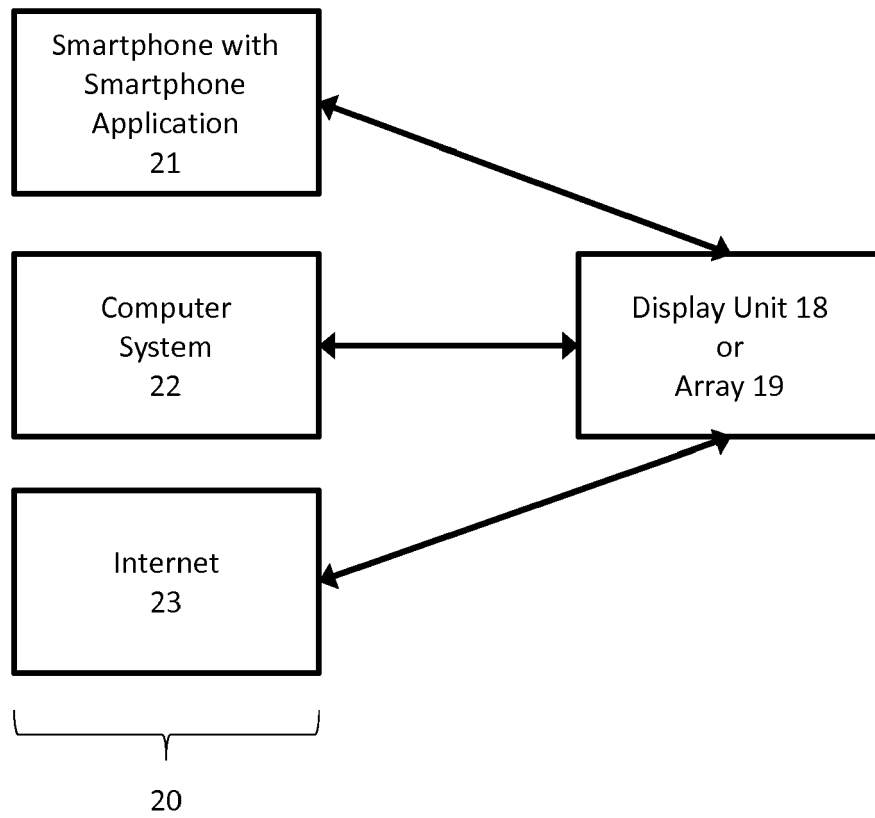 Smartphone with
Smartphone
Application
21
Computer
System
22
Display Unit 18
or
Array 19
Internet
23
20